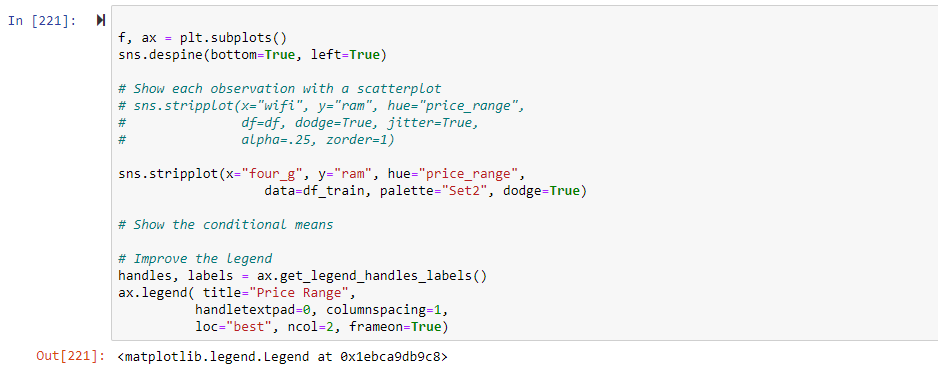 In [221]:
f, ax = plt.subplots()
sns.despine(bottom=True, left=True)
# Show each observation with a scatterplot
# sns.stripplot(x="wifi", y="ram", hue="price_range",
#               df=df, dodge=True, jitter=True,
#               alpha=.25, zorder=1)
sns.stripplot(x="four_g", y="ram", hue="price_range",
                   data=df_train, palette="Set2", dodge=True)
# Show the conditional means
# Improve the legend
handles, labels = ax.get_legend_handles_labels()
ax.legend( title="Price Range",
          handletextpad=0, columnspacing=1,
          loc="best", ncol=2, frameon=True)
Out[221]: <matplotlib.legend.Legend at 0x1ebca9db9c8>